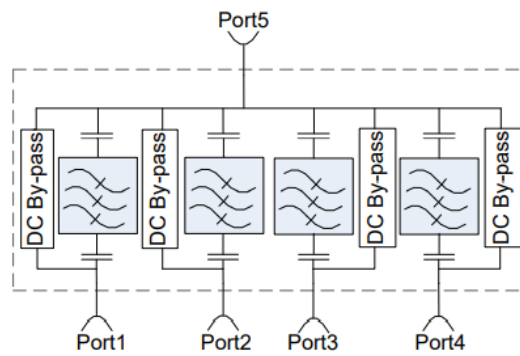 Port5
DC By-pass
DC By-pass
DC By-pass
DC By-pass
Port1
Port2
Port3
Port4